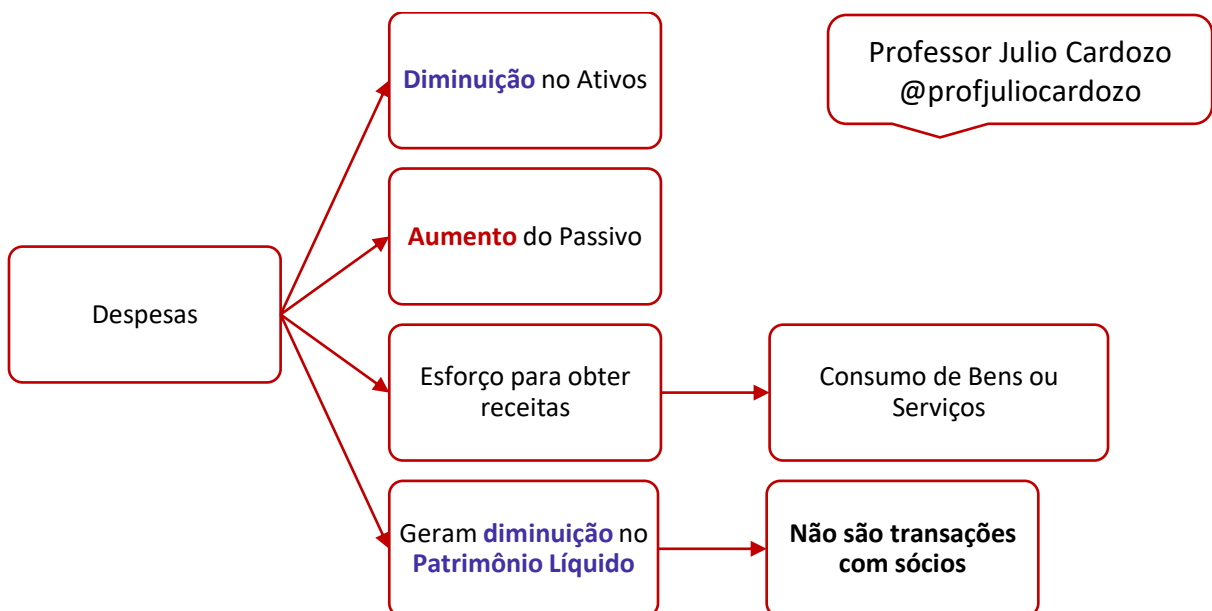 Professor Julio Cardozo
@profjuliocardozo
Diminuição no Ativos
Aumento do Passivo
Despesas
Esforço para obter
receitas
Consumo de Bens ou
Serviços
Geram diminuição no
Patrimônio Líquido
Não são transações
com sócios